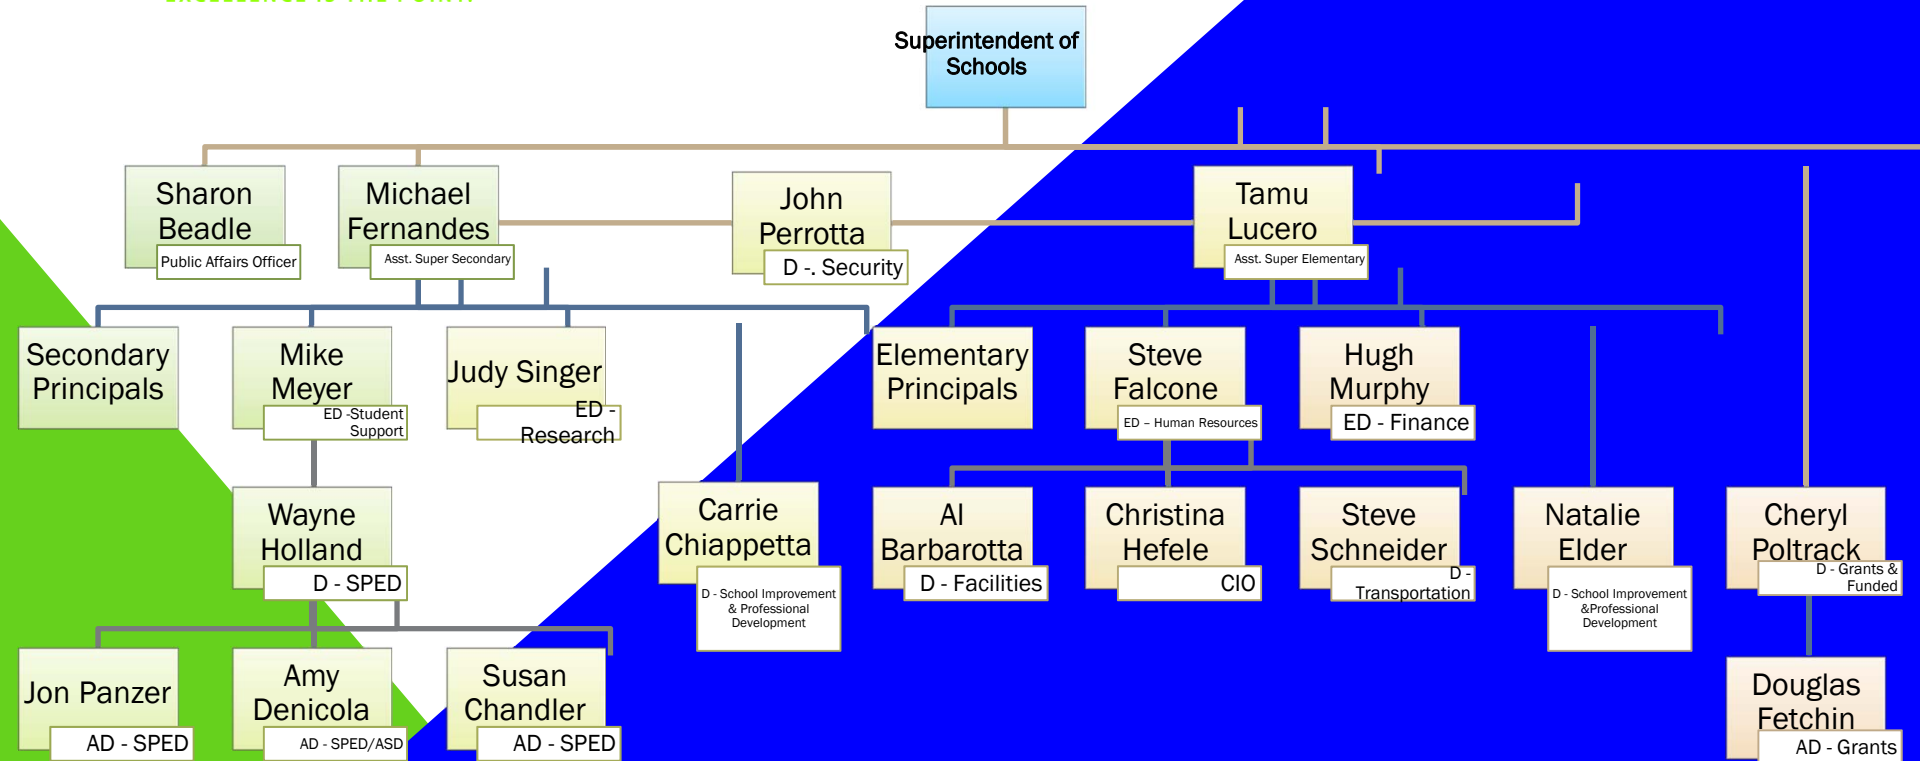 Superintendent of
Schools
Sharon
Beadle
Public Affairs Officer
Michael
Fernandes
Asst. Super Secondary
John
Perrotta
D -. Security
Tamu
Lucero
Asst. Super Elementary
Secondary
Principals
Mike
Meyer
ED -Student
Support
Judy Singer
ED -
Research
Elementary
Principals
Steve
Falcone
ED – Human Resources
Hugh
Murphy
ED - Finance
Wayne
Holland
D - SPED
Carrie
Chiappetta
D - School Improvement
& Professional
Development
Al
Barbarotta
D - Facilities
Christina
Hefele
CIO
Steve
Schneider
D -
Transportation
Natalie
Elder
D - School Improvement
&Professional
Development
Cheryl
Poltrack
D - Grants &
Funded
Jon Panzer
AD - SPED
Amy
Denicola
AD - SPED/ASD
Susan
Chandler
AD - SPED
Douglas
Fetchin
AD - Grants